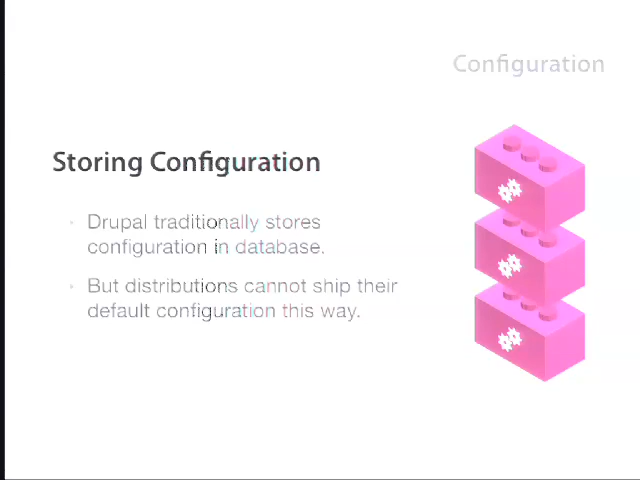 Configuration
Storing Configuration
Drupal traditionally stores
configuration in database.
But distributions cannot ship their
default configuration this way.